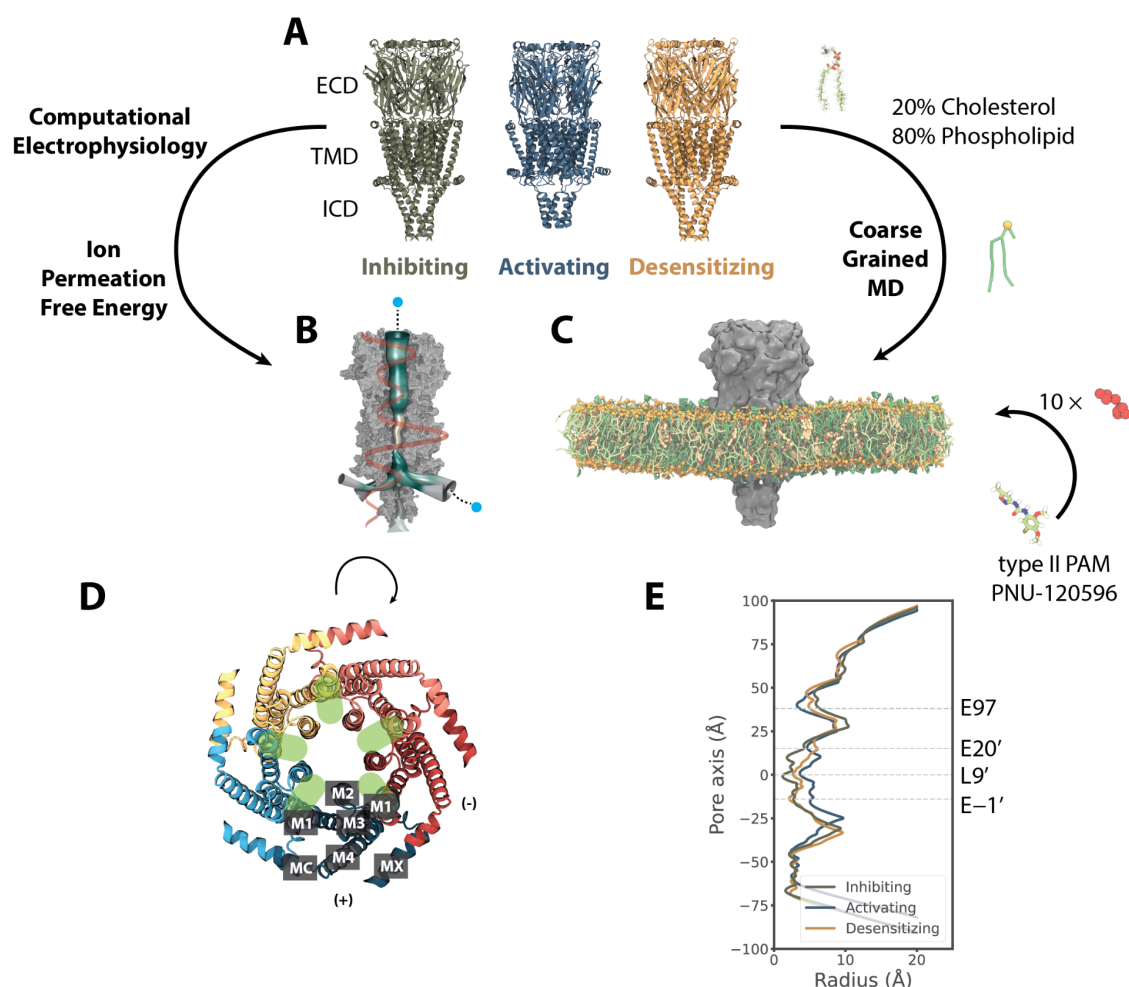 A
ECD
TMD
ICD
Inhibiting
Activating
Desensitizing
Computational
Electrophysiology
Ion
Permeation
Free Energy
20% Cholesterol
80% Phospholipid
Coarse
Grained
MD
B
C
10 ×
type II PAM
PNU-120596
D
M2
M1
M1
M3
M4
MC
MX
(-)
(+)
E
100
75
50
25
0
−25
−50
−75
−100
Pore axis (Å)
E97
E20′
L9′
E−1′
Inhibiting
Activating
Desensitizing
0
10
20
Radius (Å)